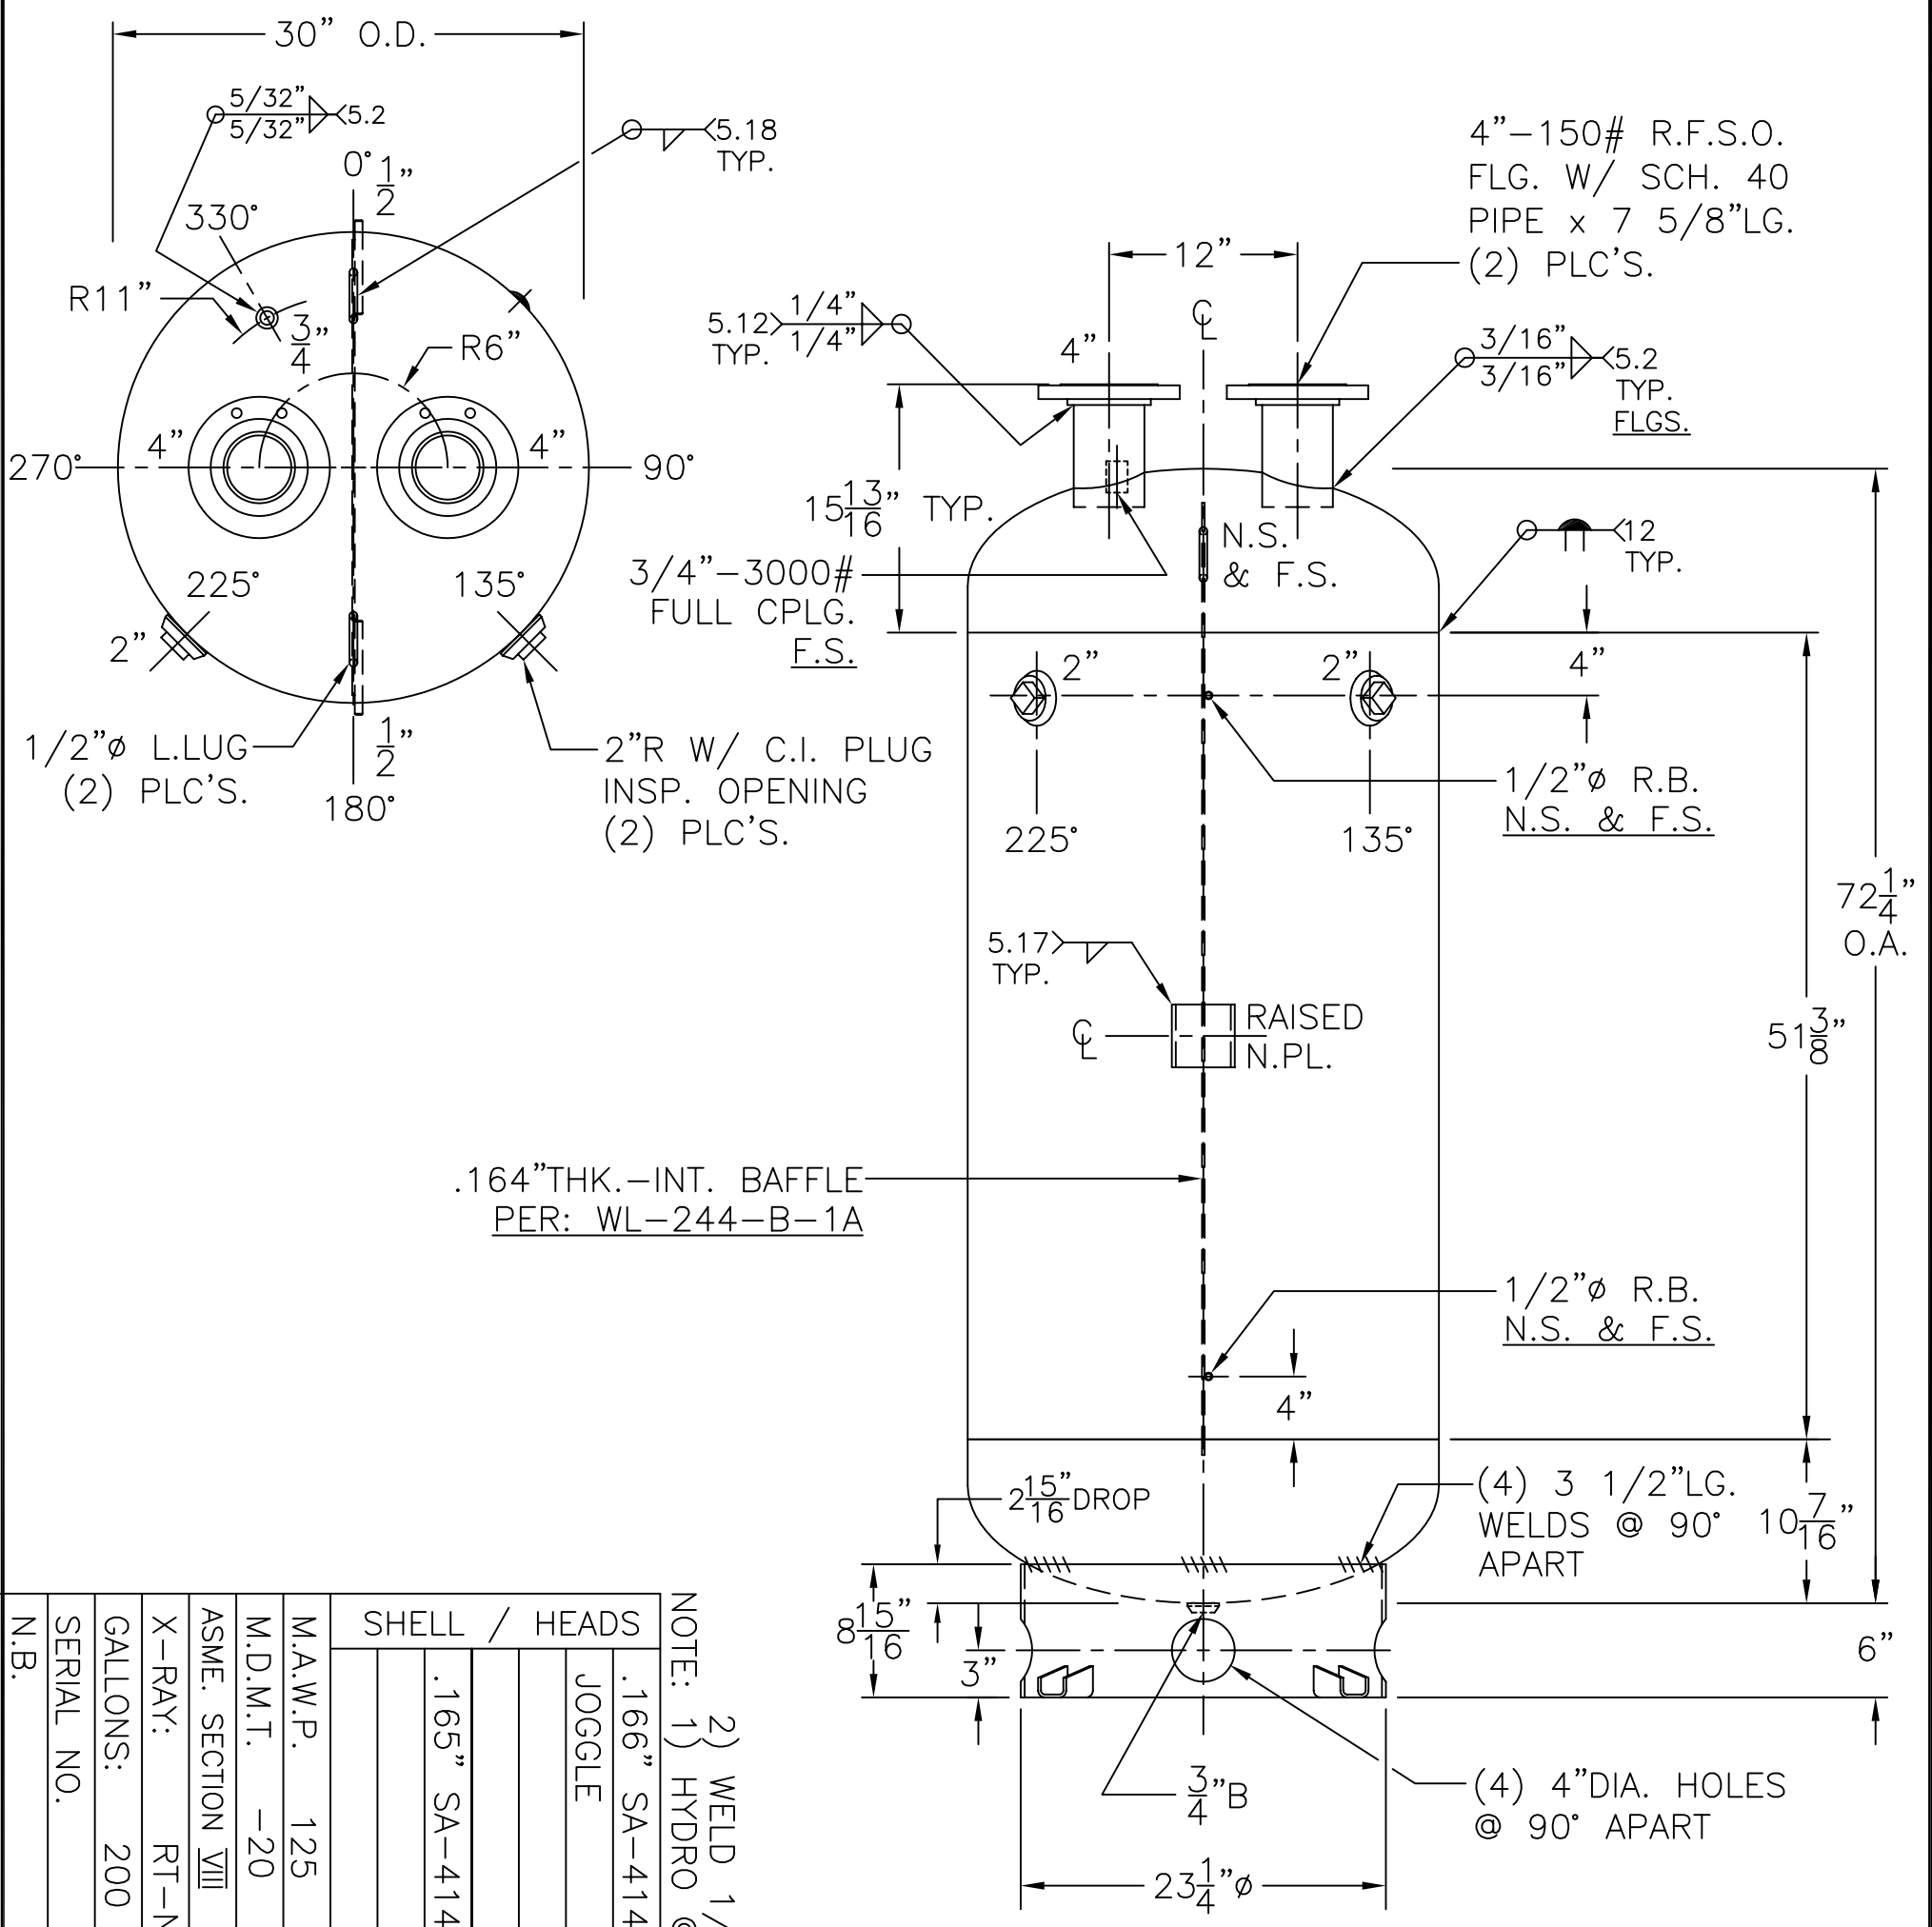 30" O.D.
5/32"
5/32"
5.2
5.18
TYP.
0°
1/2"
330°
R11"
3/4"
R6"
4"
4"
270°
90°
225°
135°
2"
1/2"ø L.LUG
(2) PLC'S.
1/2"
180°
2"R W/ C.I. PLUG
INSP. OPENING
(2) PLC'S.
4"-150# R.F.S.O.
FLG. W/ SCH. 40
PIPE x 7 5/8"LG.
(2) PLC'S.
12"
℄
5.12
TYP.
1/4"
1/4"
4"
3/16"
3/16"
5.2
TYP.
FLGS.
15 13/16" TYP.
3/4"-3000#
FULL CPLG.
F.S.
N.S.
& F.S.
12
TYP.
4"
2"
2"
225°
135°
1/2"ø R.B.
N.S. & F.S.
72 1/4"
O.A.
5.17
TYP.
℄
RAISED
N.PL.
51 3/8"
.164"THK.-INT. BAFFLE
PER: WL-244-B-1A
1/2"ø R.B.
N.S. & F.S.
4"
2 15/16" DROP
(4) 3 1/2"LG.
WELDS @ 90°
APART
10 7/16"
8 15/16"
3"
6"
3/4"B
(4) 4"DIA. HOLES
@ 90° APART
23 1/4"ø
2) WELD
NOTE: 1) HYDRO @
SHELL / HEADS
.166" SA-414
JOGGLE
.165" SA-414
M.A.W.P. 125
M.D.M.T. -20
ASME. SECTION VIII
X-RAY: RT-N
GALLONS: 200
SERIAL NO.
N.B.